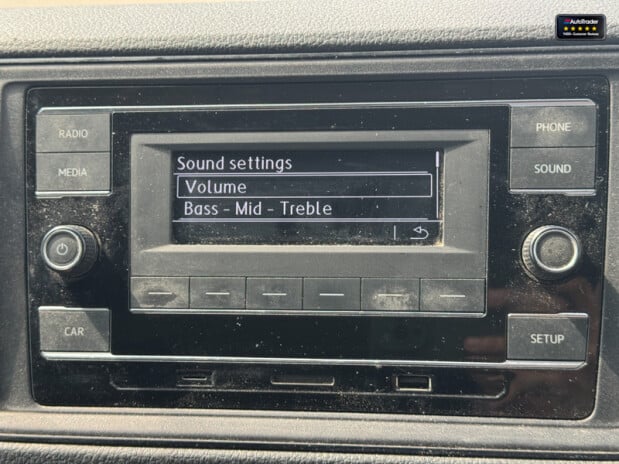 AutoTrader
RADIO
MEDIA
PHONE
SOUND
Sound settings
Volume
Bass - Mid - Treble
CAR
SETUP